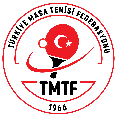 TÜRKİYE MASA TENİSİ FEDERASYONU
TMTF
1966